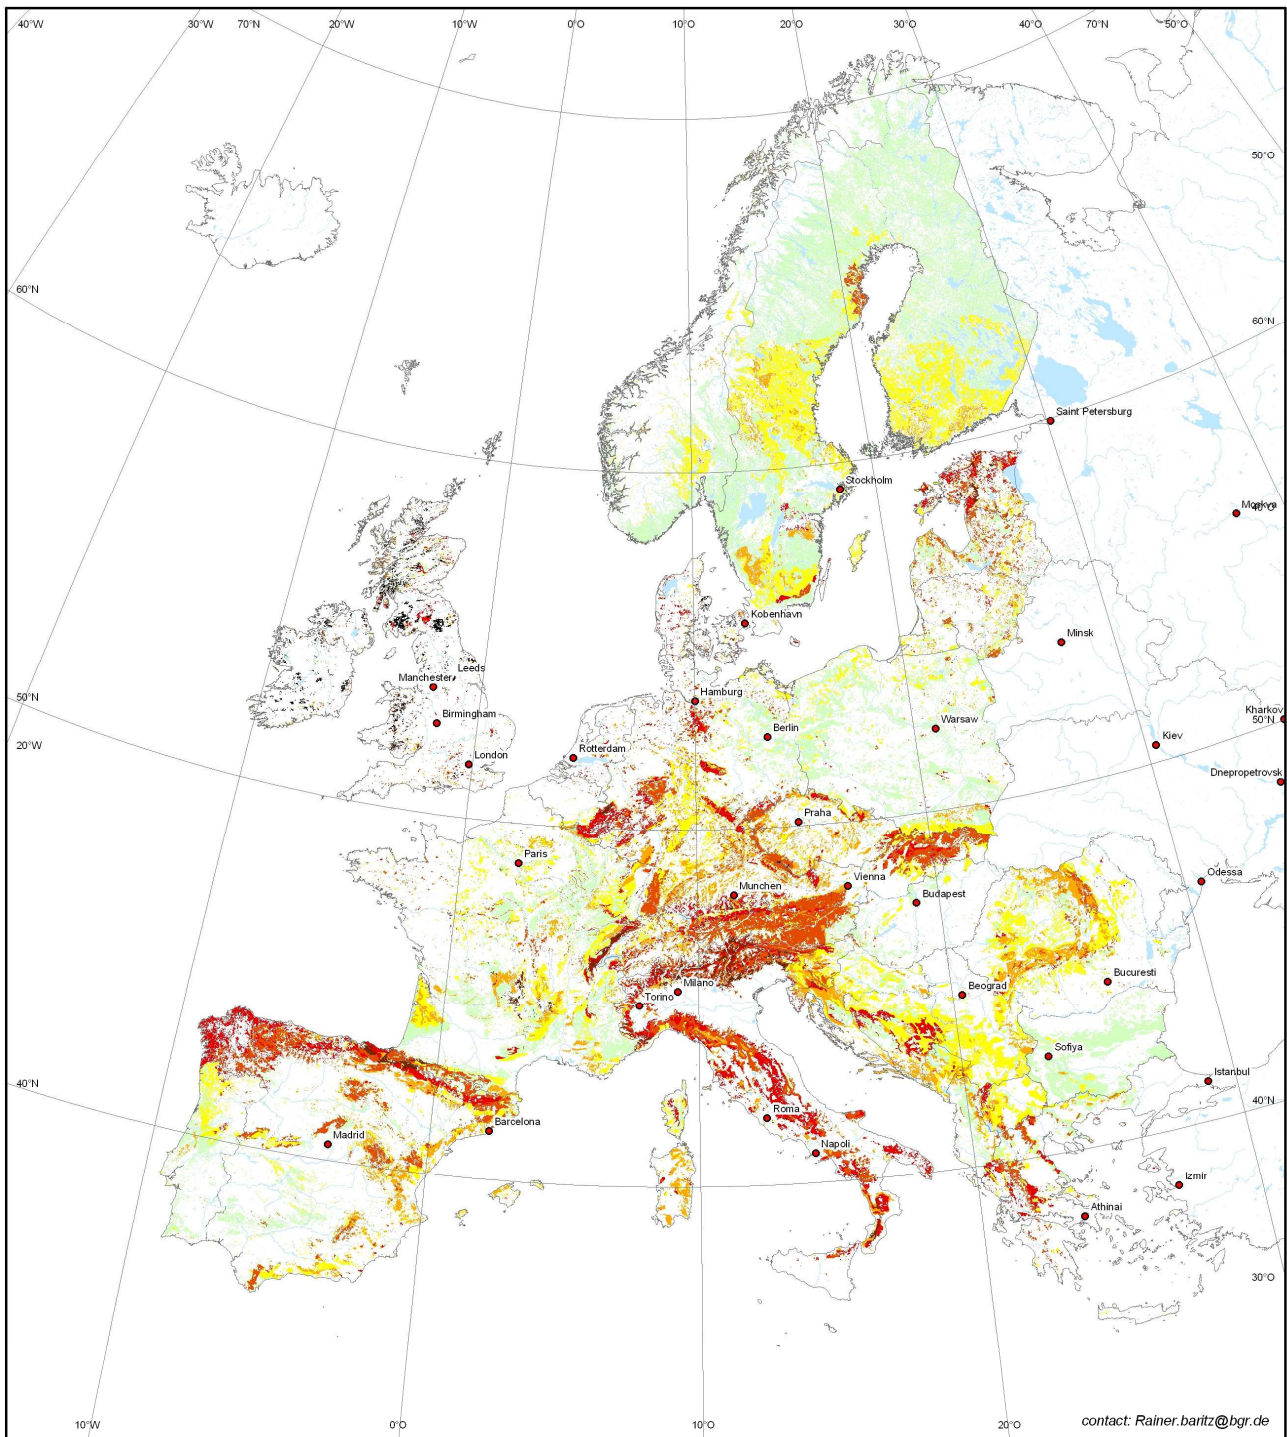 40°W
30°W
70°N
20°W
10°W
0°O
10°O
20°O
30°O
40°O
70°N
50°O
50°O
60°N
60°N
Saint Petersburg
Stockholm
Moskva
40°O
Kobenhavn
Minsk
Leeds
Manchester
Hamburg
50°N
Kharkov
Birmingham
Berlin
Warsaw
50°N
20°W
Kiev
London
Rotterdam
Dnepropetrovsk
Praha
Paris
Odessa
Vienna
Munchen
Budapest
Bucuresti
Beograd
Milano
Torino
Sofiya
Istanbul
40°N
40°N
Roma
Barcelona
Madrid
Napoli
Izmir
Athinai
30°O
10°W
0°O
10°O
20°O
contact: Rainer.baritz@bgr.de